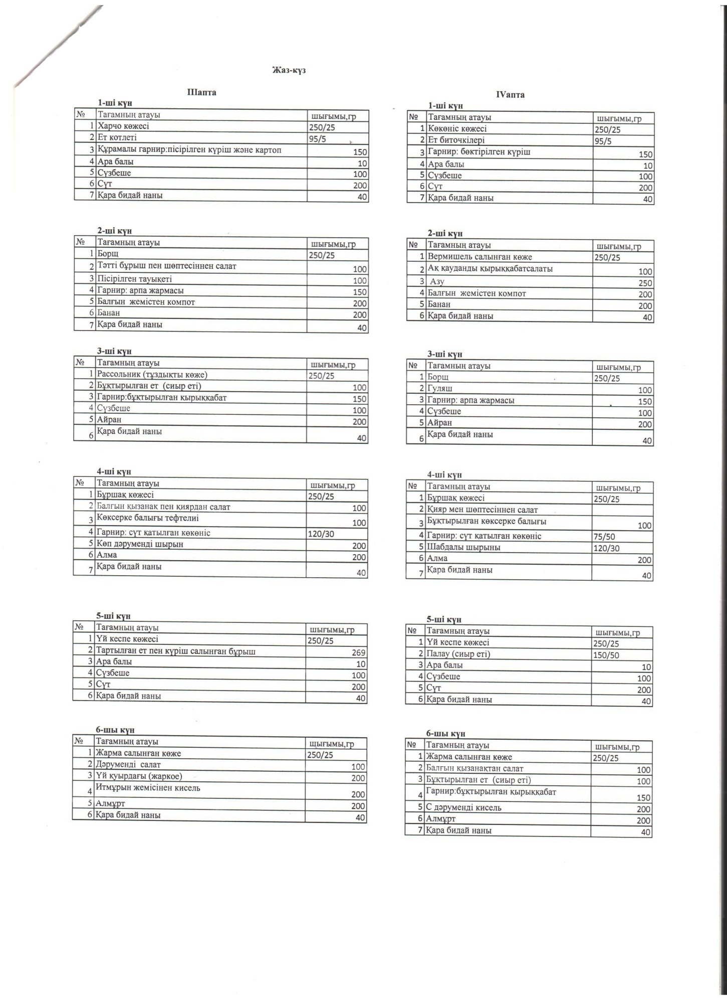 Жаз-күз
IIIапта
1-ші күн
№ Тағамның атауы шығымы,гр
1 Харчо көжесі 250/25
2 Ет котлеті 95/5
3 Құрамалы гарнир:пісірілген күріш және картоп 150
4 Ара балы 10
5 Сүзбеше 100
6 Сүт 200
7 Қара бидай наны 40
2-ші күн
№ Тағамның атауы шығымы,гр
1 Борщ 250/25
2 Тәтті бұрыш пен шөптесіннен салат 100
3 Пісірілген тауықеті 100
4 Гарнир: арпа жармасы 150
5 Балғын жемістен компот 200
6 Банан 200
7 Қара бидай наны 40
3-ші күн
№ Тағамның атауы шығымы,гр
1 Рассольник (тұздықты көже) 250/25
2 Бұқтырылған ет (сиыр еті) 100
3 Гарнир:бұқтырылған қырыққабат 150
4 Сүзбеше 100
5 Айран 200
6 Қара бидай наны 40
4-ші күн
№ Тағамның атауы шығымы,гр
1 Бұршақ көжесі 250/25
2 Балғын қызанақ пен қиярдан салат 100
3 Көксерке балығы тефтелиі 100
4 Гарнир: сүт қатылған көкөніс 120/30
5 Көп дәруменді шырын 200
6 Алма 200
7 Қара бидай наны 40
5-ші күн
№ Тағамның атауы шығымы,гр
1 Үй кеспе көжесі 250/25
2 Тартылған ет пен күріш салынған бұрыш 269
3 Ара балы 10
4 Сүзбеше 100
5 Сүт 200
6 Қара бидай наны 40
6-шы күн
№ Тағамның атауы щығымы,гр
1 Жарма салынған көже 250/25
2 Дәруменді салат 100
3 Үй қуырдағы (жаркое) 200
4 Итмұрын жемісінен кисель 200
5 Алмұрт 200
6 Қара бидай наны 40
IVапта
1-ші күн
№ Тағамның атауы шығымы,гр
1 Көкөніс көжесі 250/25
2 Ет биточкілері 95/5
3 Гарнир: бөктірілген күріш 150
4 Ара балы 10
5 Сүзбеше 100
6 Сүт 200
7 Қара бидай наны 40
2-ші күн
№ Тағамның атауы шығымы,гр
1 Вермишель салынған көже 250/25
2 Ақ қауданды қырыққабатсалаты 100
3 Азу 250
4 Балғын жемістен компот 200
5 Банан 200
6 Қара бидай наны 40
3-ші күн
№ Тағамның атауы шығымы,гр
1 Борщ 250/25
2 Гуляш 100
3 Гарнир: арпа жармасы 150
4 Сүзбеше 100
5 Айран 200
6 Қара бидай наны 40
4-ші күн
№ Тағамның атауы шығымы,гр
1 Бұршақ көжесі 250/25
2 Қияр мен шөптесіннен салат
3 Бұқтырылған көксерке балығы 100
4 Гарнир: сүт қатылған көкөніс 75/50
5 Шабдалы шырыны 120/30
6 Алма 200
7 Қара бидай наны 40
5-ші күн
№ Тағамның атауы шығымы,гр
1 Үй кеспе көжесі 250/25
2 Палау (сиыр еті) 150/50
3 Ара балы 10
4 Сүзбеше 100
5 Сүт 200
6 Қара бидай наны 40
6-шы күн
№ Тағамның атауы шығымы,гр
1 Жарма салынған көже 250/25
2 Балғын қызанақтан салат 100
3 Бұқтырылған ет (сиыр еті) 100
4 Гарнир:бұқтырылған қырыққабат 150
5 С дәруменді кисель 200
6 Алмұрт 200
7 Қара бидай наны 40